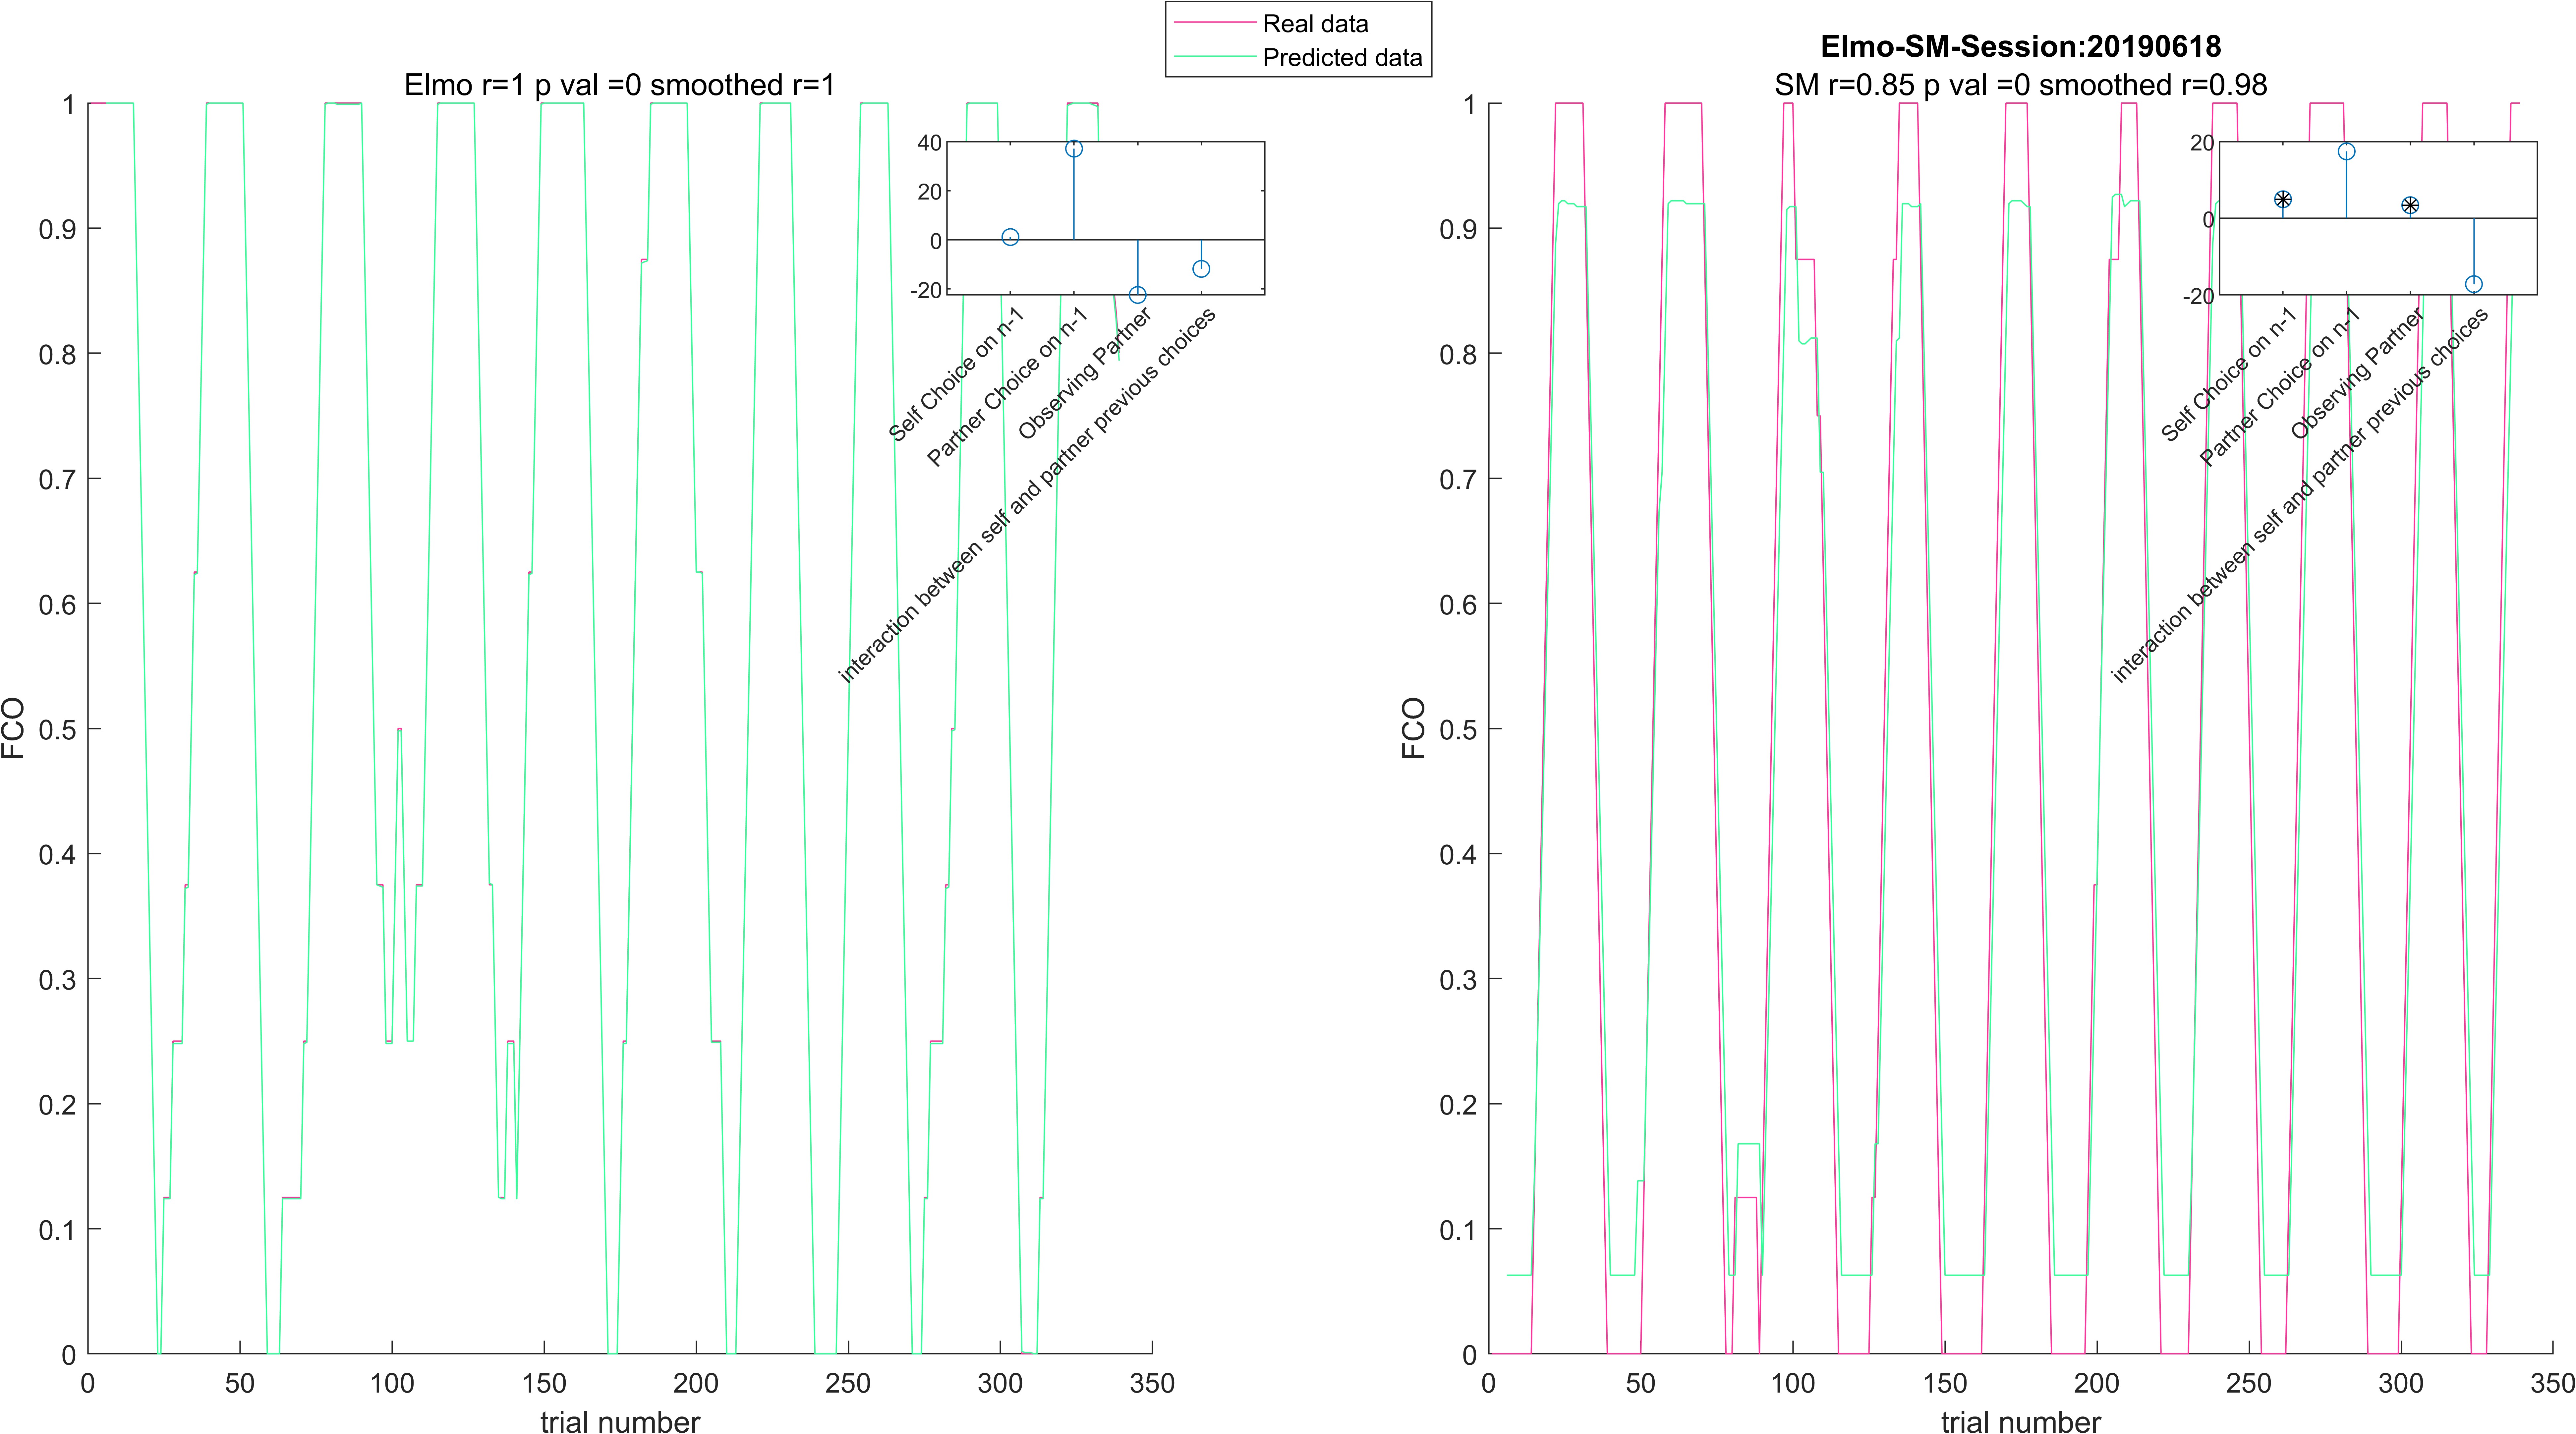 Real data
Predicted data
Elmo r=1 p val =0 smoothed r=1
FCO
1
0.9
0.8
0.7
0.6
0.5
0.4
0.3
0.2
0.1
0
0
50
100
150
200
250
300
350
trial number
40
20
0
-20
Self Choice on n-1
Partner Choice on n-1
Observing Partner
interaction between self and partner previous choices
Elmo-SM-Session:20190618
SM r=0.85 p val =0 smoothed r=0.98
FCO
1
0.9
0.8
0.7
0.6
0.5
0.4
0.3
0.2
0.1
0
0
50
100
150
200
250
300
350
trial number
20
0
-20
Self Choice on n-1
Partner Choice on n-1
Observing Partner
interaction between self and partner previous choices